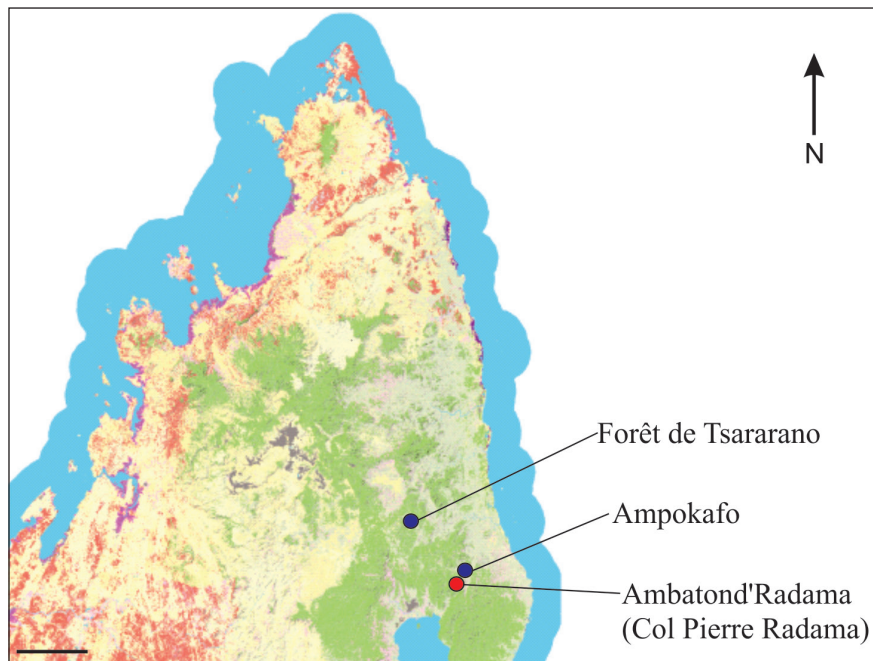 N
Forêt de Tsararano
Ampokafo
Ambatond'Radama
(Col Pierre Radama)